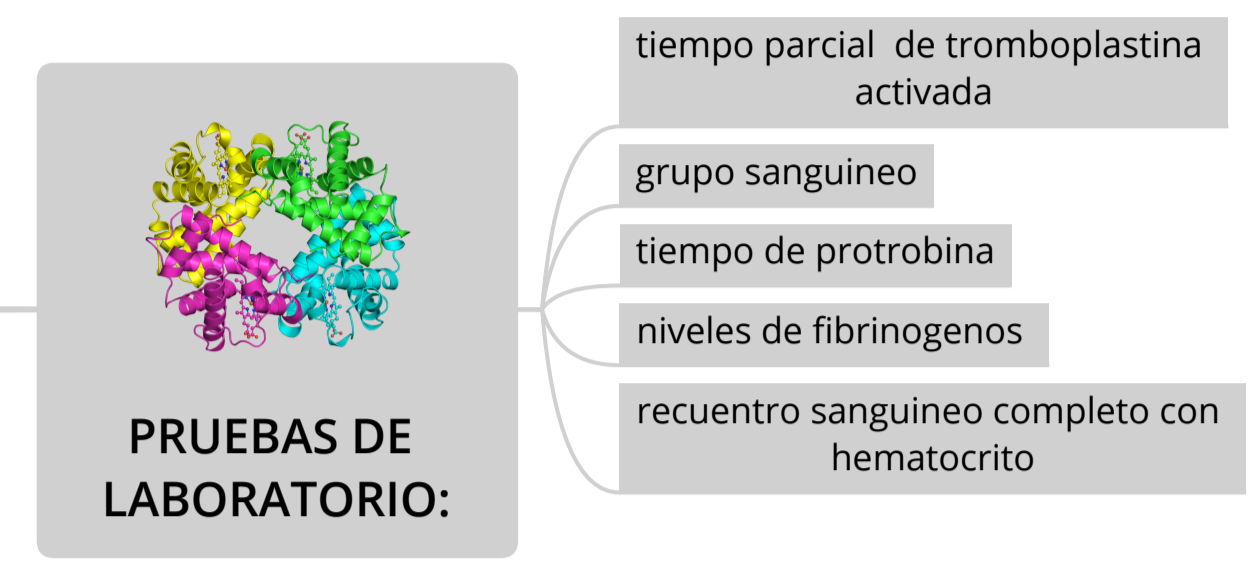 PRUEBAS DE
LABORATORIO:
tiempo parcial de tromboplastina
activada
grupo sanguineo
tiempo de protrobina
niveles de fibrinogenos
recuentro sanguineo completo con
hematocrito